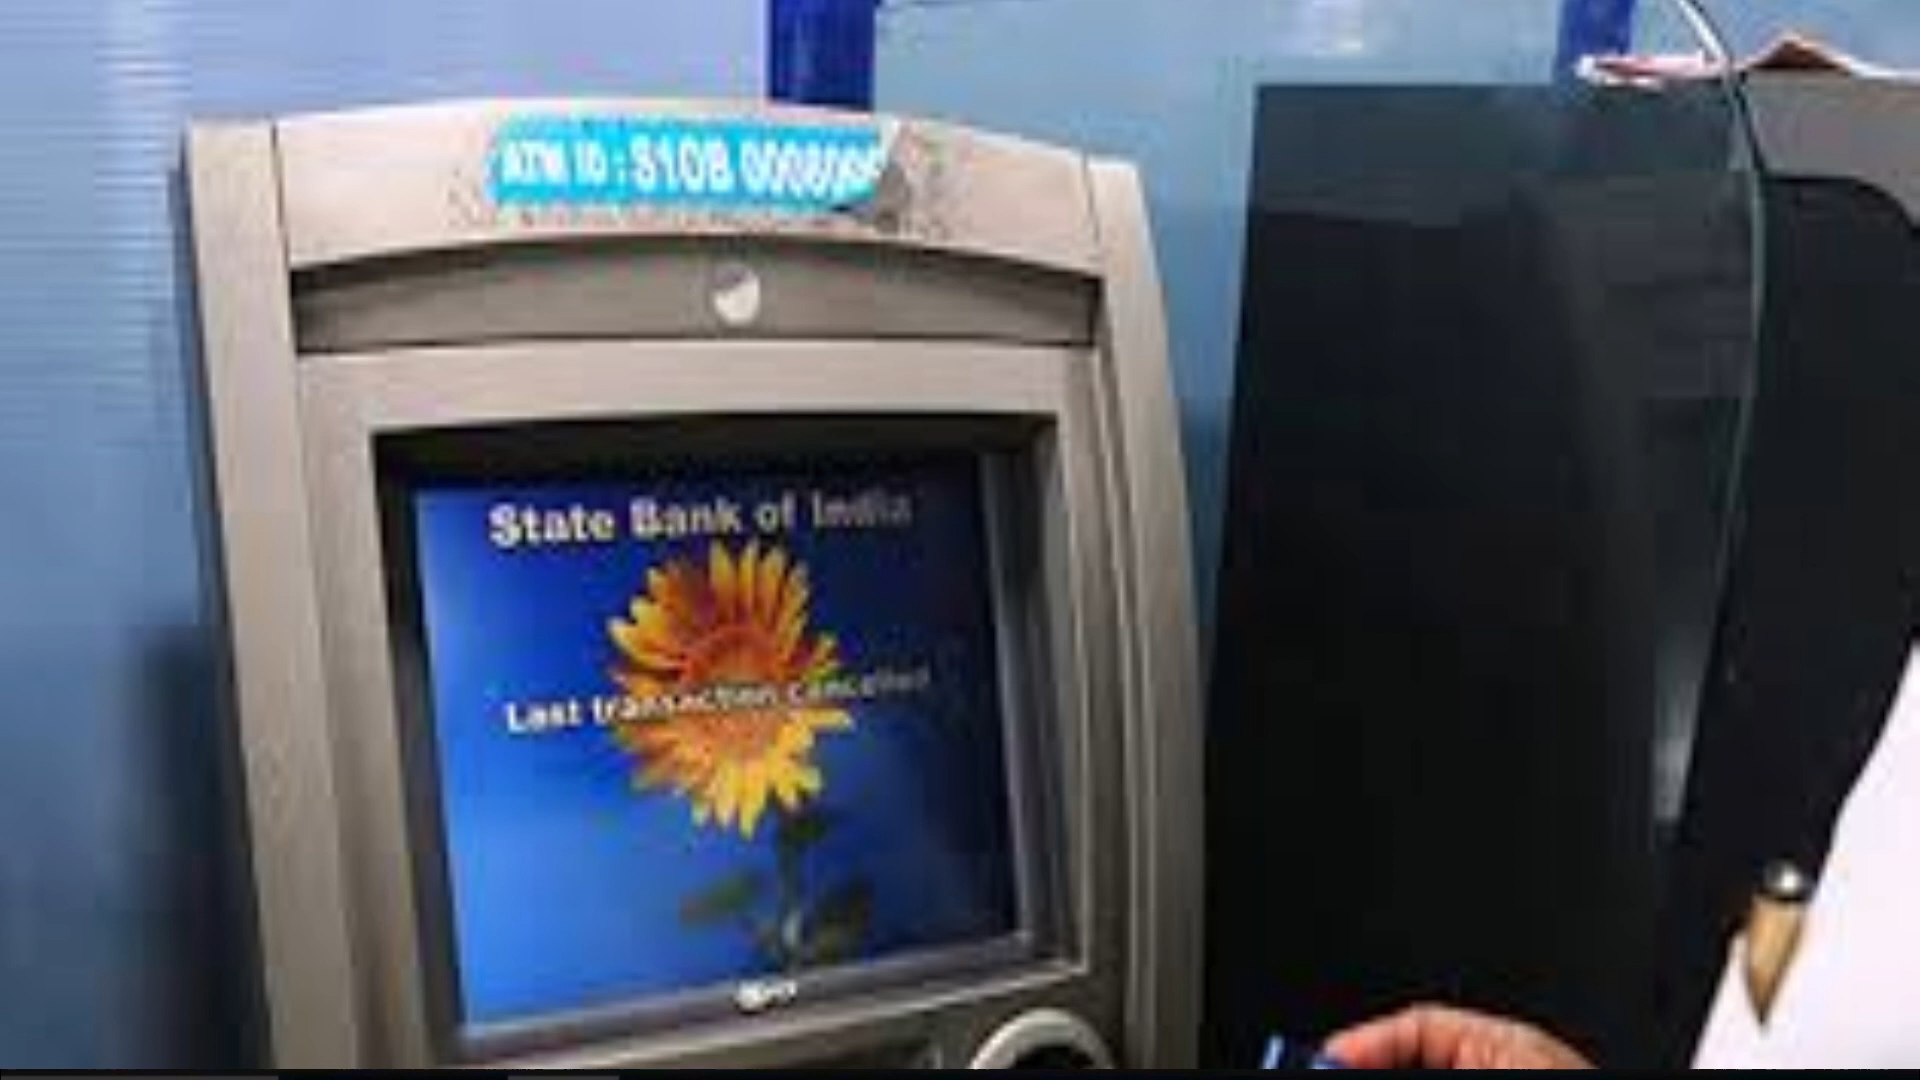 ATM ID : S10B
State Bank of India
Last transaction cancelled